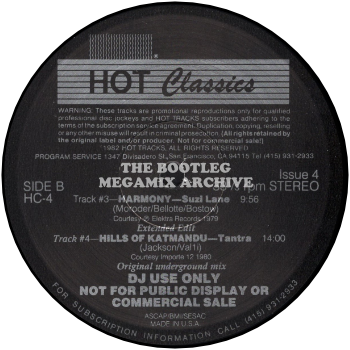 HOT Classics
WARNING: These tracks are promotional reproductions only for qualified
professional disc jockeys and HOT TRACKS subscribers adhering to the
terms of the subscription service agreement. Duplication, copying, reselling
or any other misuse will result in criminal prosecution. (All rights retained by
the original label and/or producer. Not for commercial resale).
1982 HOT TRACKS. ALL RIGHTS RESERVED
PROGRAM SERVICE 1347 Divisadero St., San Francisco, CA 94115 Tel (415) 931-2933
THE BOOTLEG
MEGAMIX ARCHIVE
SIDE B
HC-4
Issue 4
STEREO
Track #3—HARMONY—Suzi Lane 9:56
(Moroder/Bellotte/Boston)
Courtesy of Elektra Records 1979
Extended Edit
Track #4—HILLS OF KATMANDU—Tantra 14:00
(Jackson/Val1i)
Courtesy Importe 12 1980
Original underground mix
DJ USE ONLY
NOT FOR PUBLIC DISPLAY OR
COMMERCIAL SALE
ASCAP/BMI/SESAC
MADE IN U.S.A.
FOR SUBSCRIPTION INFORMATION CALL (415) 931-2933